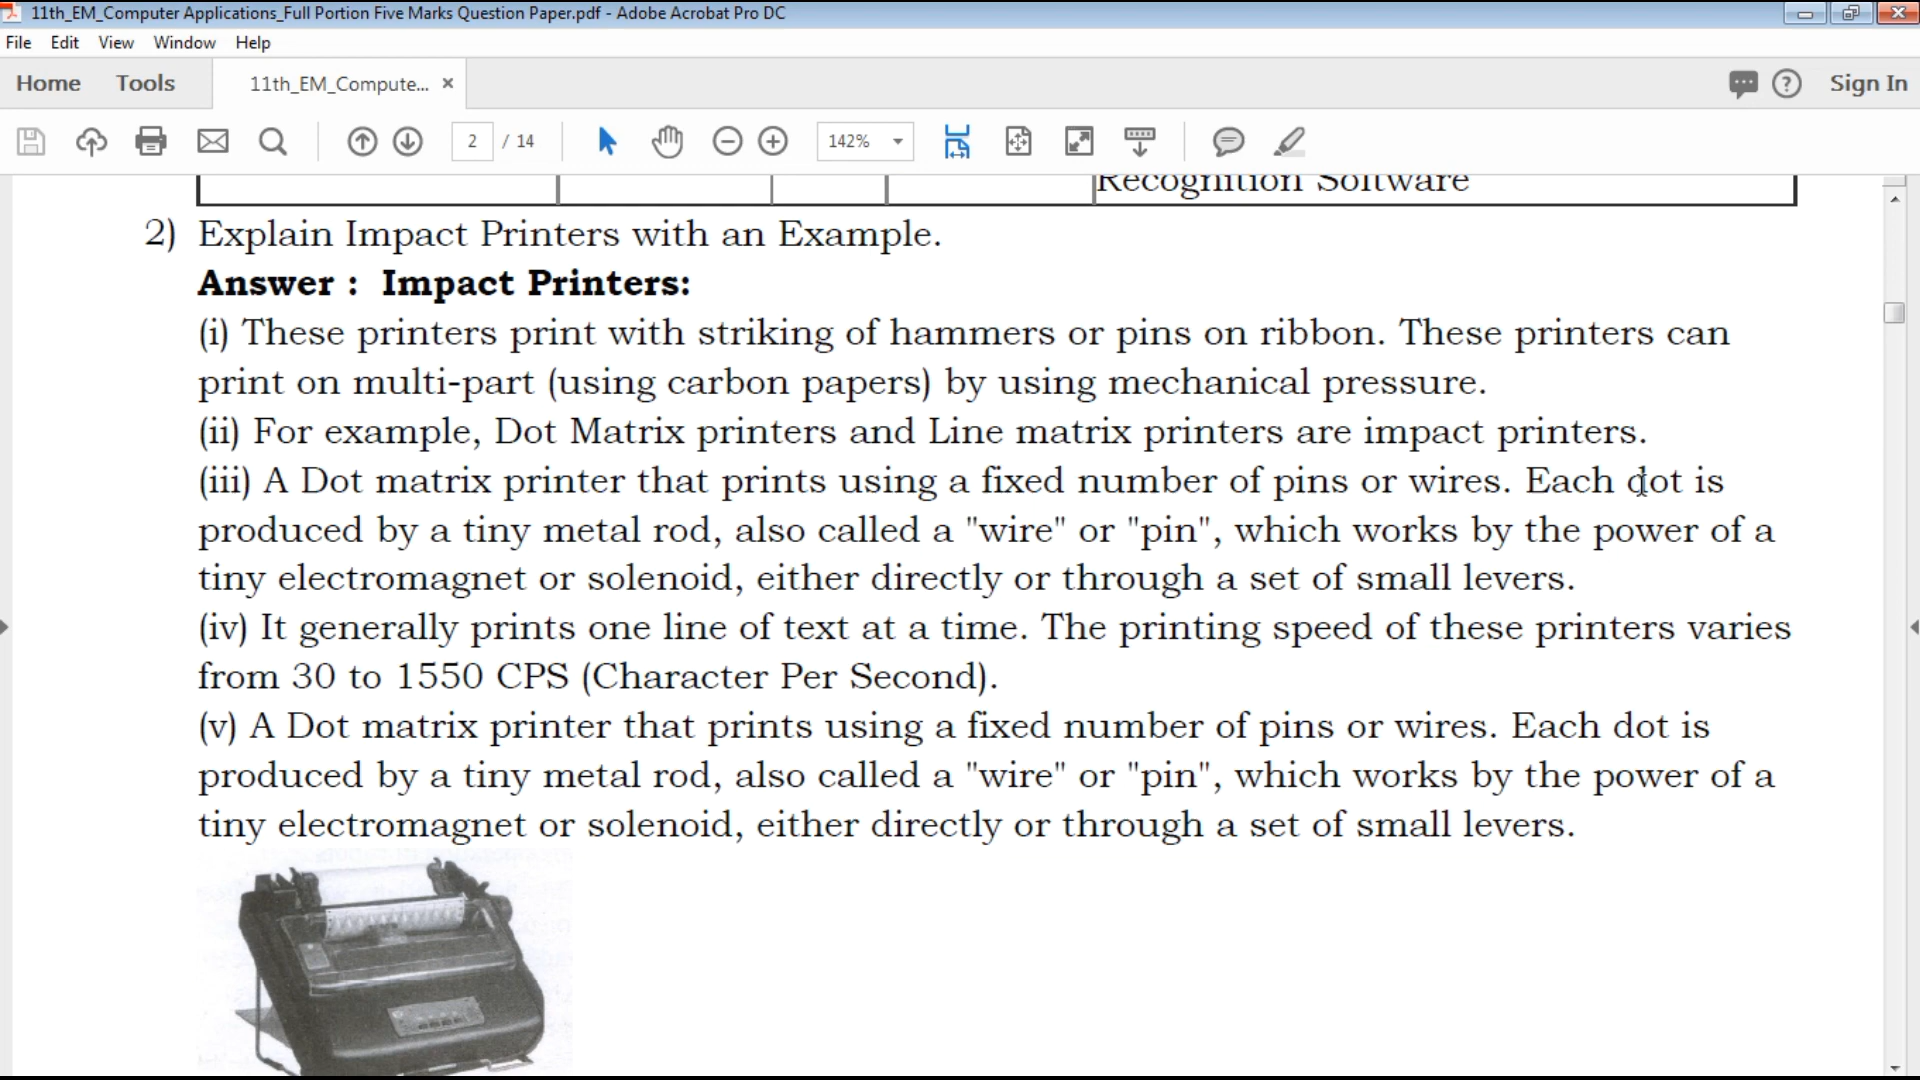 11th_EM_Computer Applications_Full Portion Five Marks Question Paper.pdf - Adobe Acrobat Pro DC
File Edit View Window Help
Home Tools 11th_EM_Compute... × Sign In
2 / 14 142%
Recognition Software
2) Explain Impact Printers with an Example.
Answer : Impact Printers:
(i) These printers print with striking of hammers or pins on ribbon. These printers can
print on multi-part (using carbon papers) by using mechanical pressure.
(ii) For example, Dot Matrix printers and Line matrix printers are impact printers.
(iii) A Dot matrix printer that prints using a fixed number of pins or wires. Each dot is
produced by a tiny metal rod, also called a "wire" or "pin", which works by the power of a
tiny electromagnet or solenoid, either directly or through a set of small levers.
(iv) It generally prints one line of text at a time. The printing speed of these printers varies
from 30 to 1550 CPS (Character Per Second).
(v) A Dot matrix printer that prints using a fixed number of pins or wires. Each dot is
produced by a tiny metal rod, also called a "wire" or "pin", which works by the power of a
tiny electromagnet or solenoid, either directly or through a set of small levers.